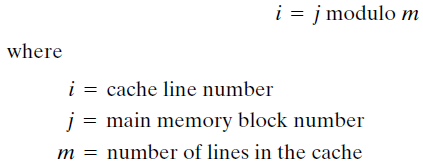 i = j modulo m
where
i = cache line number
j = main memory block number
m = number of lines in the cache